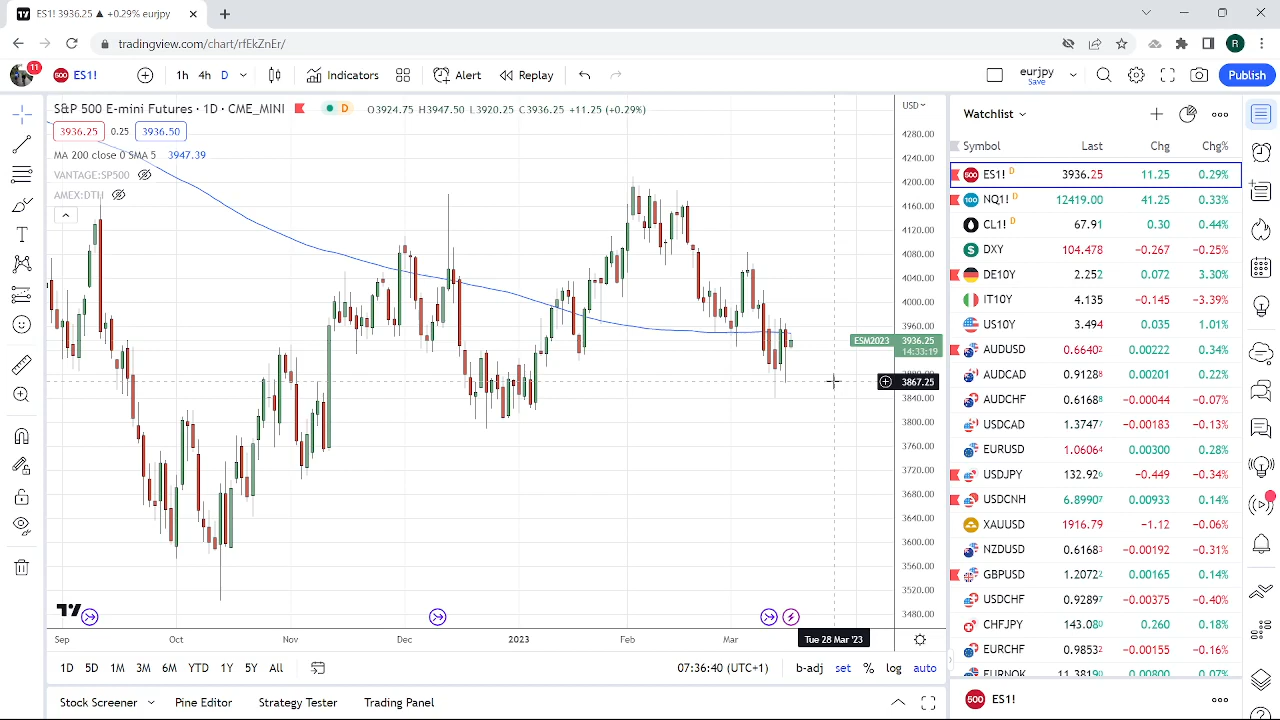 ES1! 3936.25 ▲ +0.29% eurjpy
tradingview.com/chart/rfEkZnEr/
R
11
500 ES1!
1h 4h D
Indicators
Alert
Replay
eurjpy
Save
Publish
S&P 500 E-mini Futures · 1D · CME_MINI
D
O3924.75 H3947.50 L3920.25 C3936.25 +11.25 (+0.29%)
3936.25 0.25 3936.50
MA 200 close 0 SMA 5 3947.39
VANTAGE:SP500
AMEX:DTH
USD
4280.00
4240.00
4200.00
4160.00
4120.00
4080.00
4040.00
4000.00
3960.00
ESM2023 3936.25
14:33:19
3867.25
3840.00
3800.00
3760.00
3720.00
3680.00
3640.00
3600.00
3560.00
3520.00
3480.00
Sep Oct Nov Dec 2023 Feb Mar Tue 28 Mar '23
1D 5D 1M 3M 6M YTD 1Y 5Y All
07:36:40 (UTC+1) b-adj set % log auto
Stock Screener Pine Editor Strategy Tester Trading Panel
Watchlist
Symbol Last Chg Chg%
500 ES1! D 3936.25 11.25 0.29%
100 NQ1! D 12419.00 41.25 0.33%
CL1! D 67.91 0.30 0.44%
DXY 104.478 −0.267 −0.25%
DE10Y 2.252 0.072 3.30%
IT10Y 4.135 −0.145 −3.39%
US10Y 3.494 0.035 1.01%
AUDUSD 0.66402 0.00222 0.34%
AUDCAD 0.91288 0.00201 0.22%
AUDCHF 0.61688 −0.00044 −0.07%
USDCAD 1.37477 −0.00183 −0.13%
EURUSD 1.06064 0.00300 0.28%
USDJPY 132.926 −0.449 −0.34%
USDCNH 6.89907 0.00933 0.14%
XAUUSD 1916.79 −1.12 −0.06%
NZDUSD 0.61683 −0.00192 −0.31%
GBPUSD 1.20722 0.00165 0.14%
USDCHF 0.92897 −0.00375 −0.40%
CHFJPY 143.080 0.260 0.18%
EURCHF 0.98532 −0.00155 −0.16%
EURNOK 11.38190 0.00800 0.07%
500 ES1!